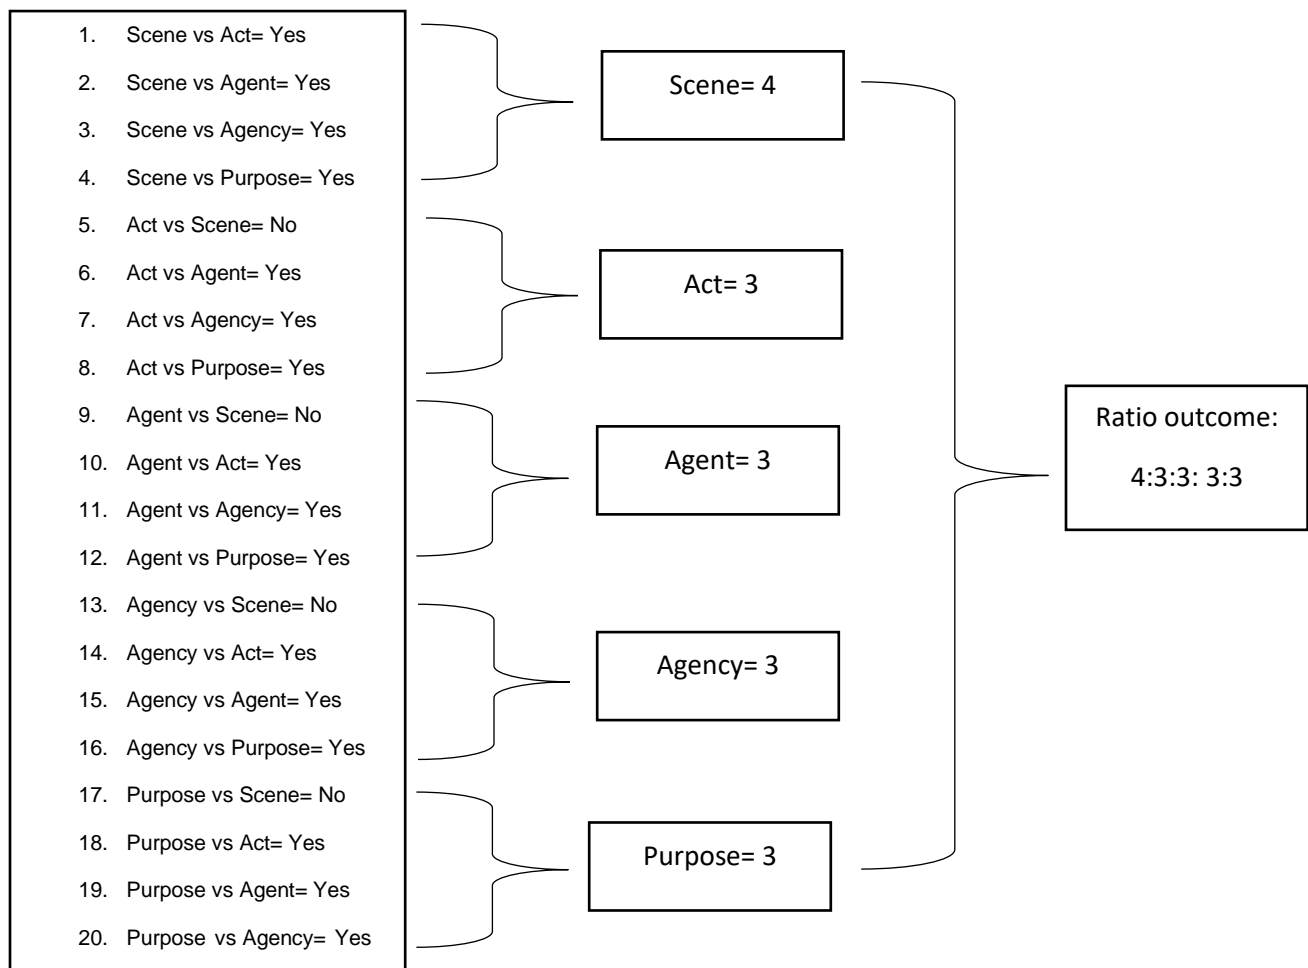 1. Scene vs Act= Yes
2. Scene vs Agent= Yes
3. Scene vs Agency= Yes
4. Scene vs Purpose= Yes
5. Act vs Scene= No
6. Act vs Agent= Yes
7. Act vs Agency= Yes
8. Act vs Purpose= Yes
9. Agent vs Scene= No
10. Agent vs Act= Yes
11. Agent vs Agency= Yes
12. Agent vs Purpose= Yes
13. Agency vs Scene= No
14. Agency vs Act= Yes
15. Agency vs Agent= Yes
16. Agency vs Purpose= Yes
17. Purpose vs Scene= No
18. Purpose vs Act= Yes
19. Purpose vs Agent= Yes
20. Purpose vs Agency= Yes
Scene= 4
Act= 3
Agent= 3
Agency= 3
Purpose= 3
Ratio outcome:
4:3:3: 3:3